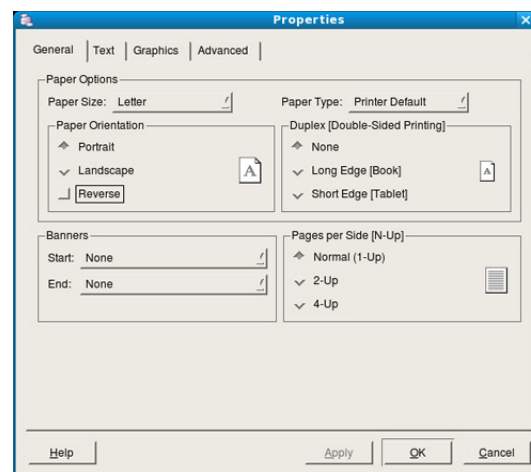 Properties
General Text Graphics Advanced
Paper Options
Paper Size: Letter Paper Type: Printer Default
Paper Orientation
Portrait
Landscape
Reverse
A
Duplex [Double-Sided Printing]
None
Long Edge [Book]
Short Edge [Tablet]
A
Banners
Start: None
End: None
Pages per Side [N-Up]
Normal (1-Up)
2-Up
4-Up
Help Apply OK Cancel